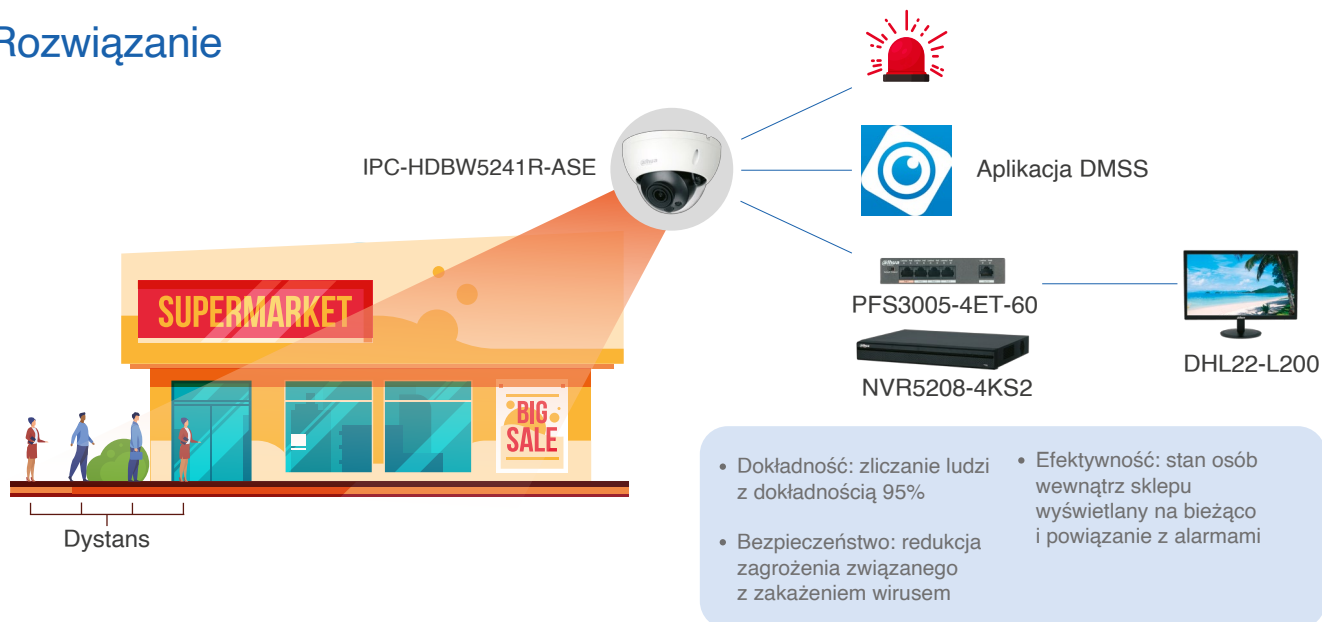 Rozwiązanie
IPC-HDBW5241R-ASE
Aplikacja DMSS
alhua
PFS3005-4ET-60
NVR5208-4KS2
DHL22-L200
SUPERMARKET
BIG
SALE
Dystans
• Dokładność: zliczanie ludzi
z dokładnością 95%
• Bezpieczeństwo: redukcja
zagrożenia związanego
z zakażeniem wirusem
• Efektywność: stan osób
wewnątrz sklepu
wyświetlany na bieżąco
i powiązanie z alarmami